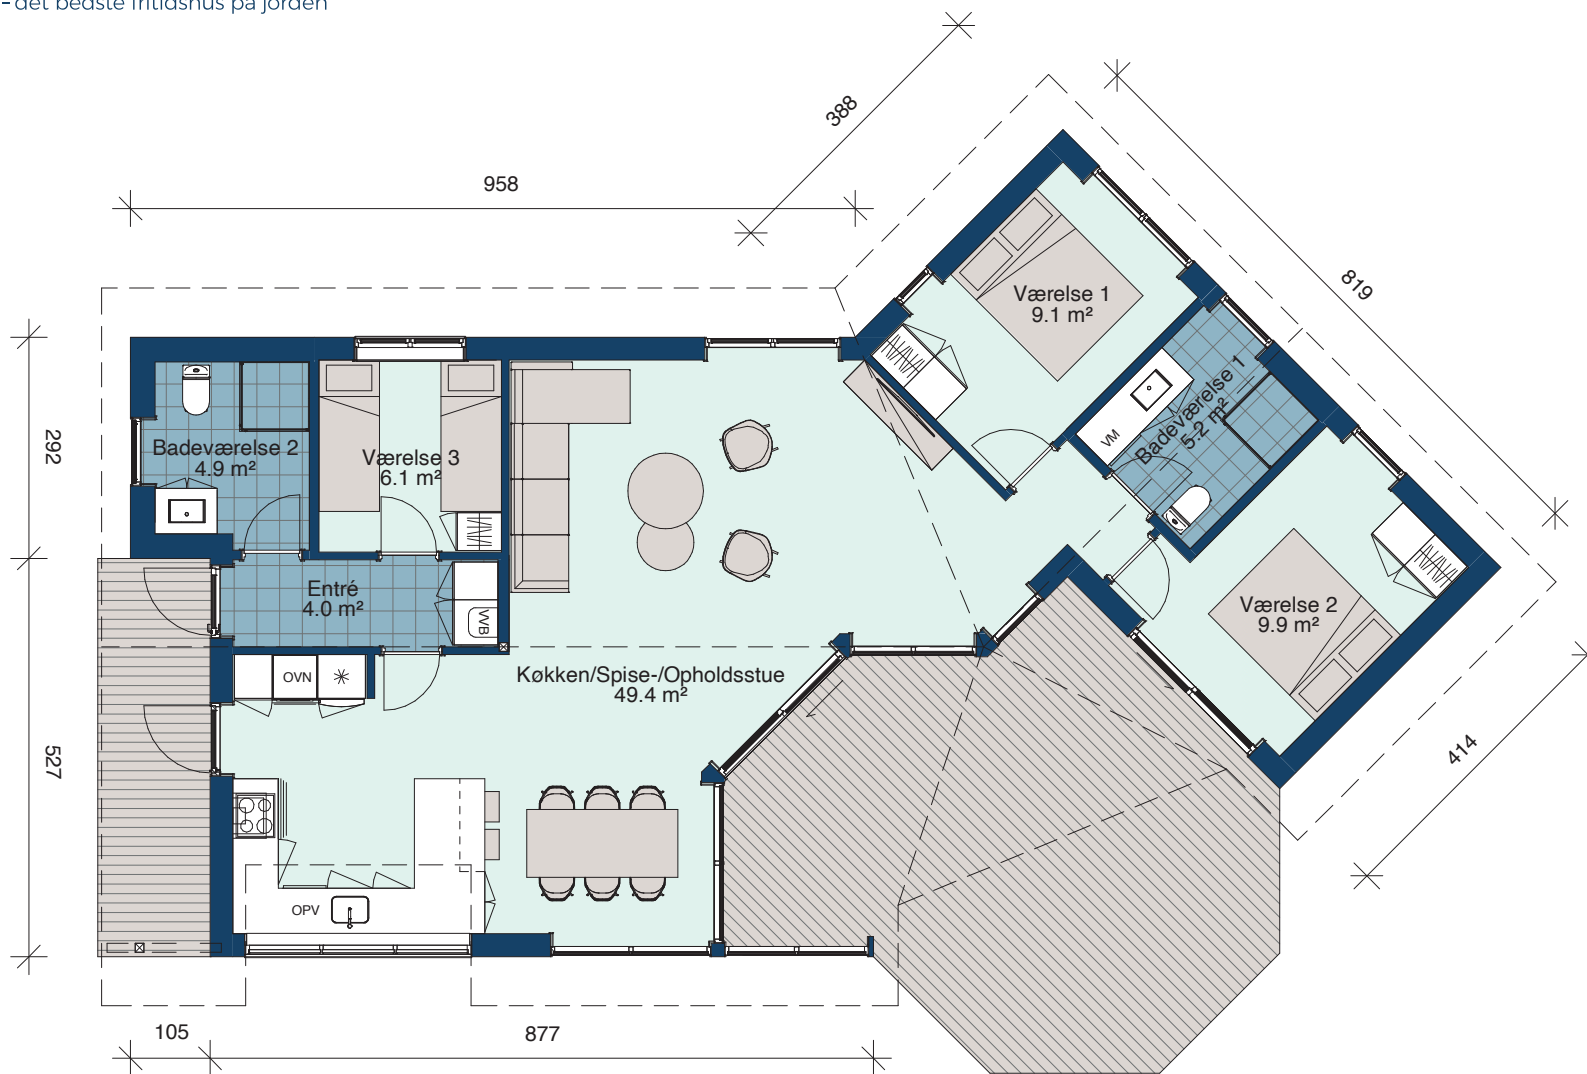 - det bedste fritidshus på jorden
388
958
819
Værelse 1
9.1 m²
Badeværelse 1
5.2 m²
VM
292
Badeværelse 2
4.9 m²
Værelse 3
6.1 m²
Entré
4.0 m²
VVB
Værelse 2
9.9 m²
OVN
Køkken/Spise-/Opholdsstue
49.4 m²
527
414
OPV
105
877